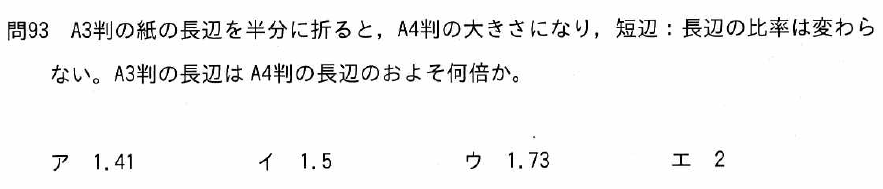 問93　A3判の紙の長辺を半分に折ると，A4判の大きさになり，短辺：長辺の比率は変わら
ない。A3判の長辺は A4判の長辺のおよそ何倍か。
ア　1.41　イ　1.5　ウ　1.73　エ　2